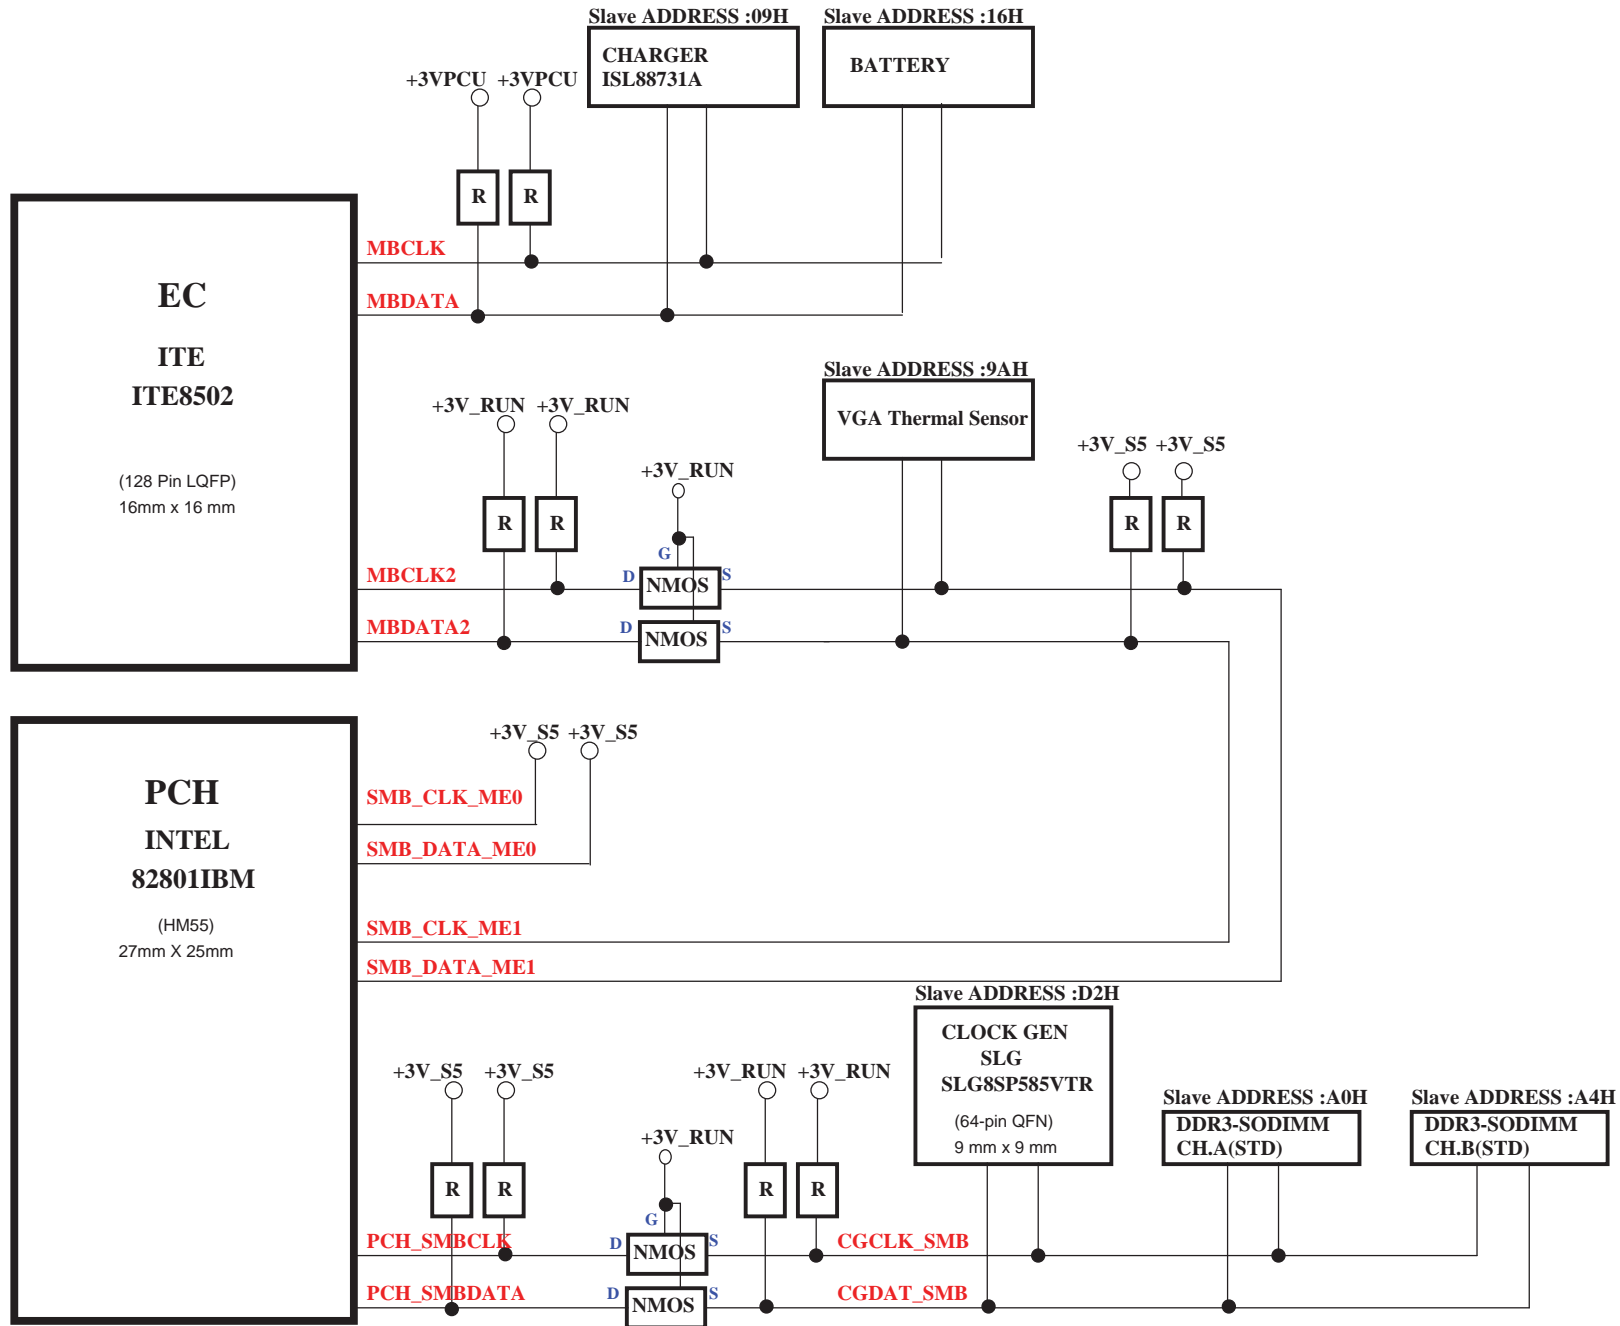 Slave ADDRESS :09H
Slave ADDRESS :16H
CHARGER
ISL88731A
BATTERY
+3VPCU
+3VPCU
R
R
MBCLK
MBDATA
EC
ITE
ITE8502
(128 Pin LQFP)
16mm x 16 mm
Slave ADDRESS :9AH
VGA Thermal Sensor
+3V_RUN
+3V_RUN
+3V_RUN
+3V_S5
+3V_S5
R
R
R
R
G
MBCLK2
D
NMOS
S
MBDATA2
D
NMOS
S
PCH
INTEL
82801IBM
(HM55)
27mm X 25mm
+3V_S5
+3V_S5
SMB_CLK_ME0
SMB_DATA_ME0
SMB_CLK_ME1
SMB_DATA_ME1
Slave ADDRESS :D2H
CLOCK GEN
SLG
SLG8SP585VTR
(64-pin QFN)
9 mm x 9 mm
Slave ADDRESS :A0H
DDR3-SODIMM
CH.A(STD)
Slave ADDRESS :A4H
DDR3-SODIMM
CH.B(STD)
+3V_S5
+3V_S5
+3V_RUN
+3V_RUN
+3V_RUN
R
R
R
R
G
PCH_SMBCLK
D
NMOS
S
CGCLK_SMB
PCH_SMBDATA
D
NMOS
S
CGDAT_SMB